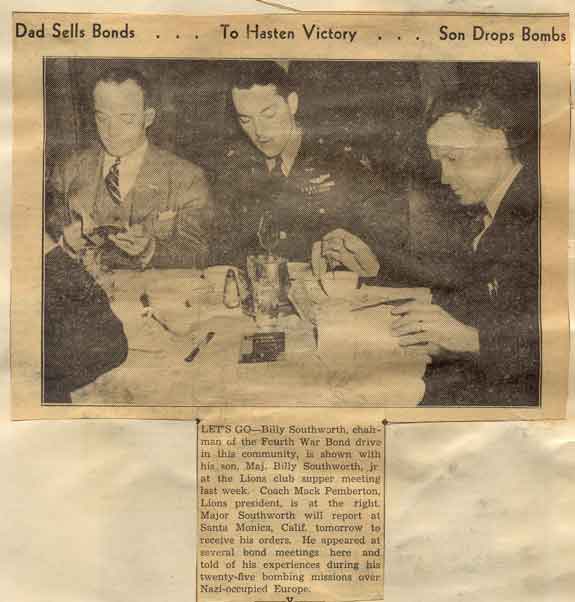 Dad Sells Bonds . . . To Hasten Victory . . . Son Drops Bombs
LET'S GO—Billy Southworth, chair-
man of the Fourth War Bond drive
in this community, is shown with
his son, Maj. Billy Southworth, jr
at the Lions club supper meeting
last week. Coach Mack Pemberton,
Lions president, is at the right.
Major Southworth will report at
Santa Monica, Calif. tomorrow to
receive his orders. He appeared at
several bond meetings here and
told of his experiences during his
twenty-five bombing missions over
Nazi-occupied Europe.